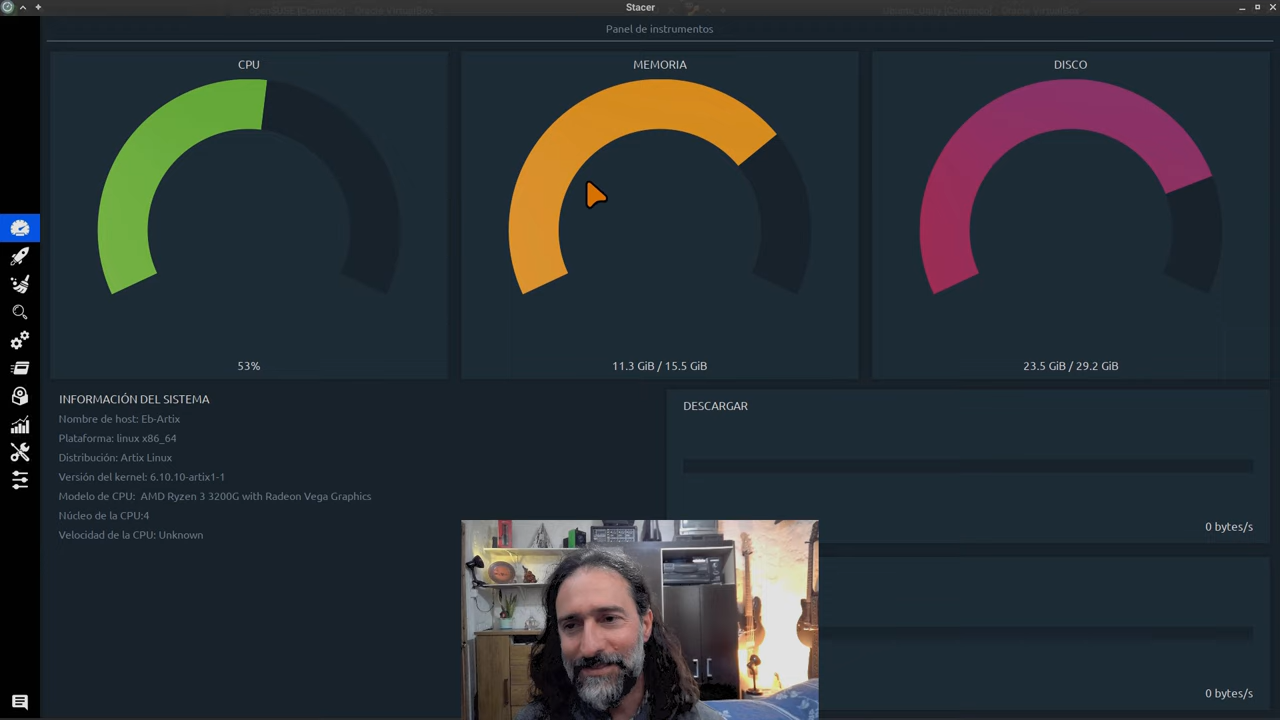 Stacer
Panel de instrumentos
CPU
MEMORIA
DISCO
53%
11.3 GiB / 15.5 GiB
23.5 GiB / 29.2 GiB
INFORMACIÓN DEL SISTEMA
Nombre de host: Eb-Artix
Plataforma: linux x86_64
Distribución: Artix Linux
Versión del kernel: 6.10.10-artix1-1
Modelo de CPU: AMD Ryzen 3 3200G with Radeon Vega Graphics
Núcleo de la CPU:4
Velocidad de la CPU: Unknown
DESCARGAR
0 bytes/s
0 bytes/s